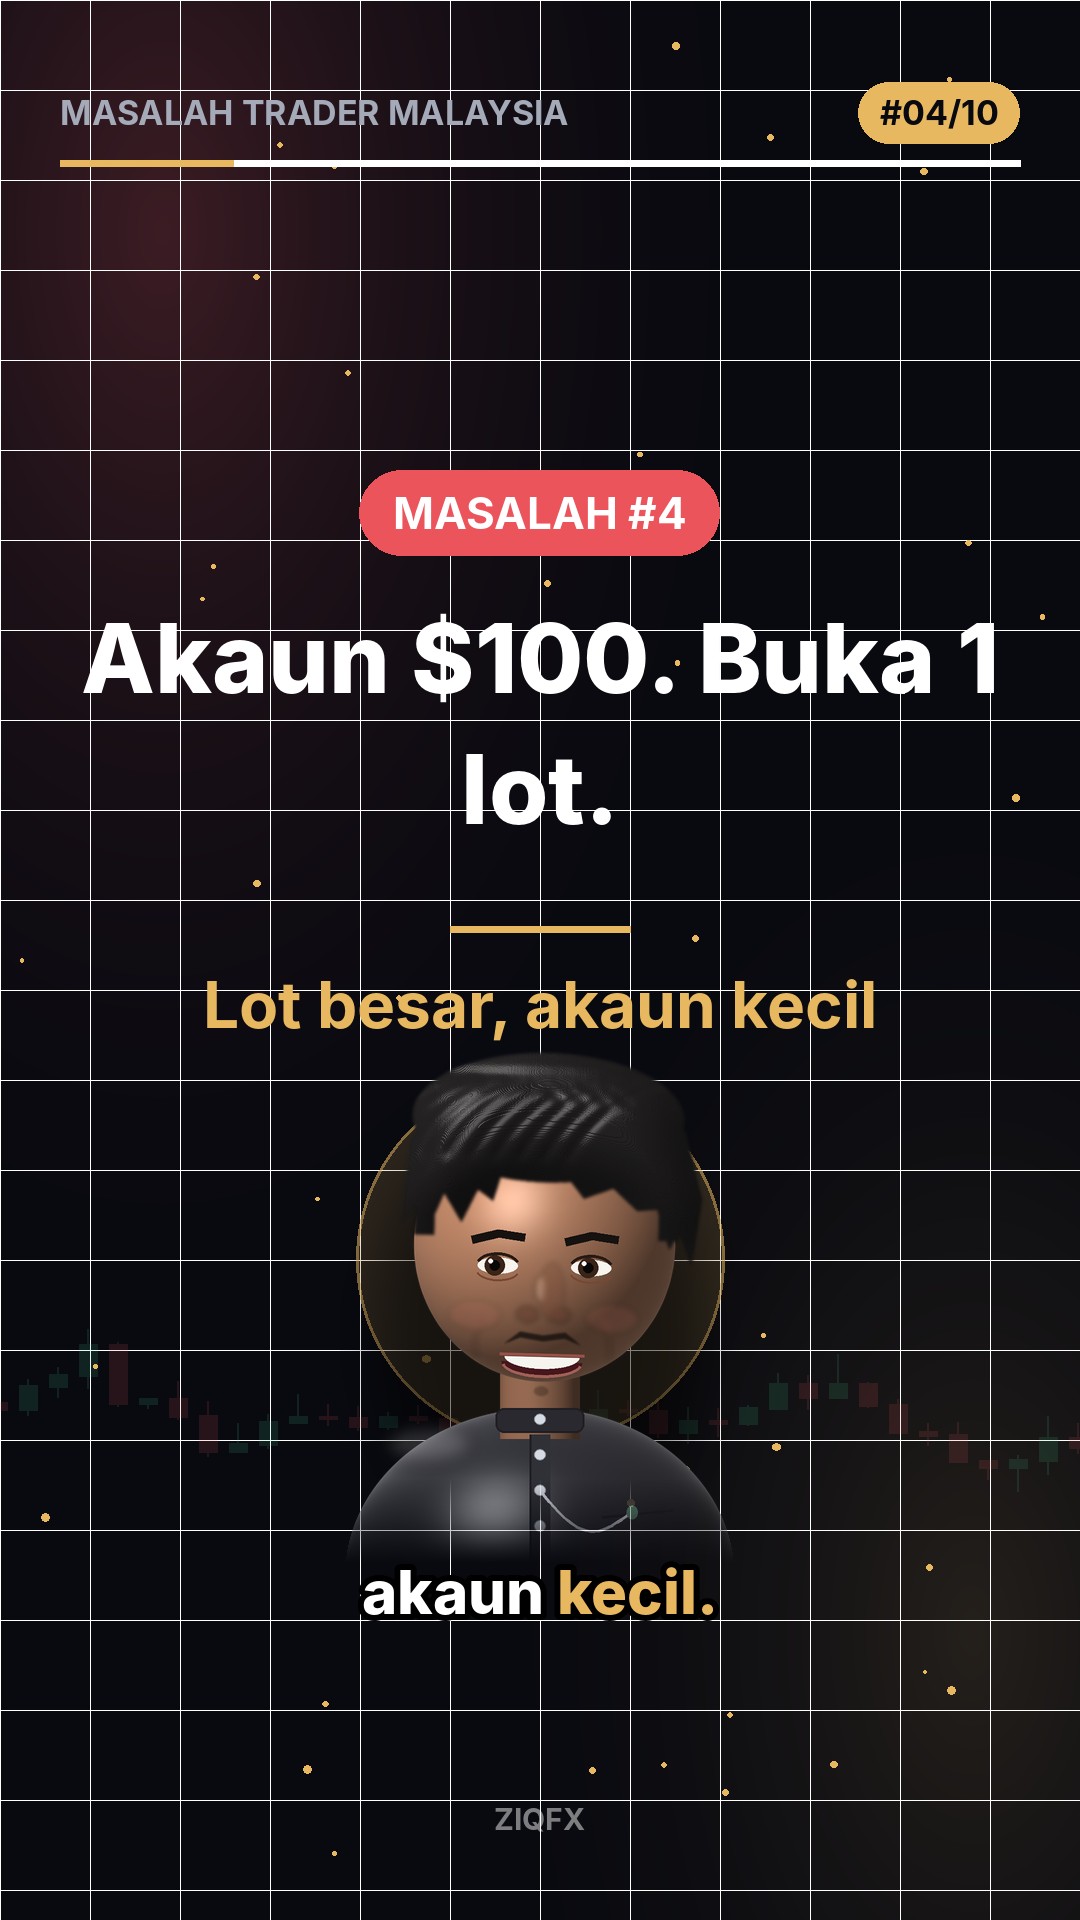 MASALAH TRADER MALAYSIA
#04/10
MASALAH #4
Akaun $100. Buka 1
lot.
Lot besar, akaun kecil
akaun kecil.
ZIQFX